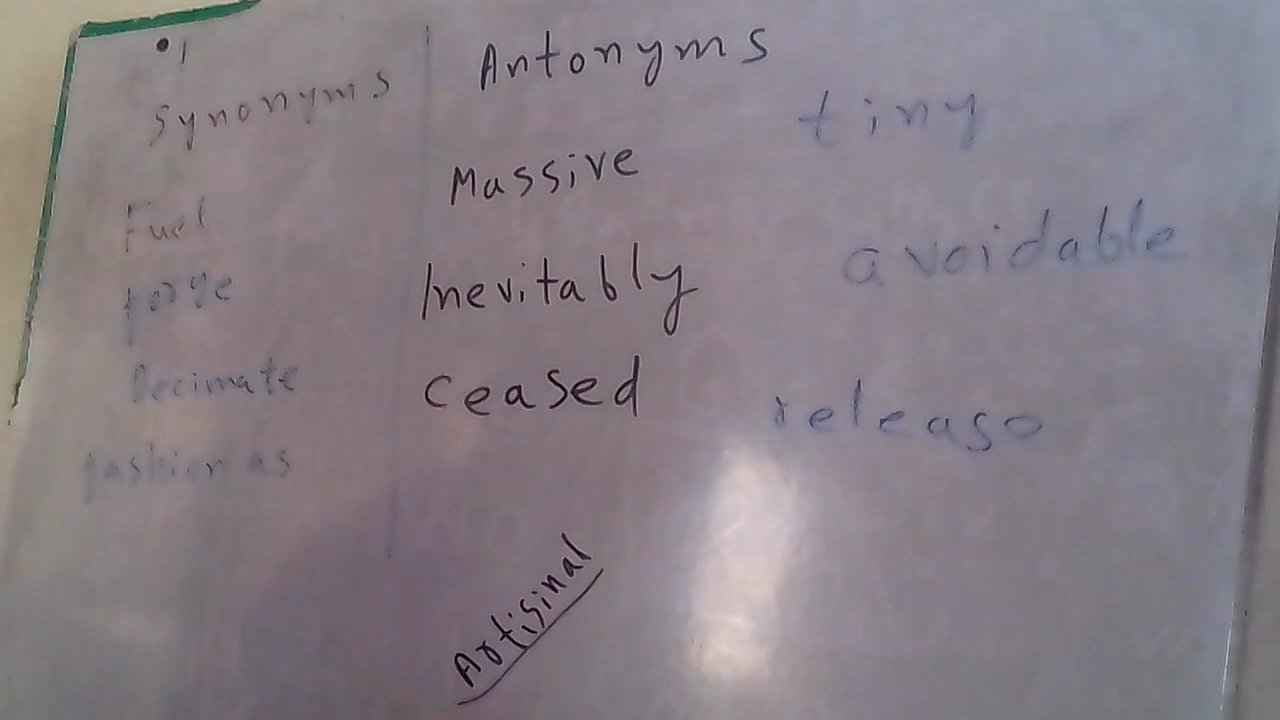 Synonyms
Fuel
forge
Decimate
fashion as
Antonyms
Massive tiny
Inevitably avoidable
Ceased release
Artisinal